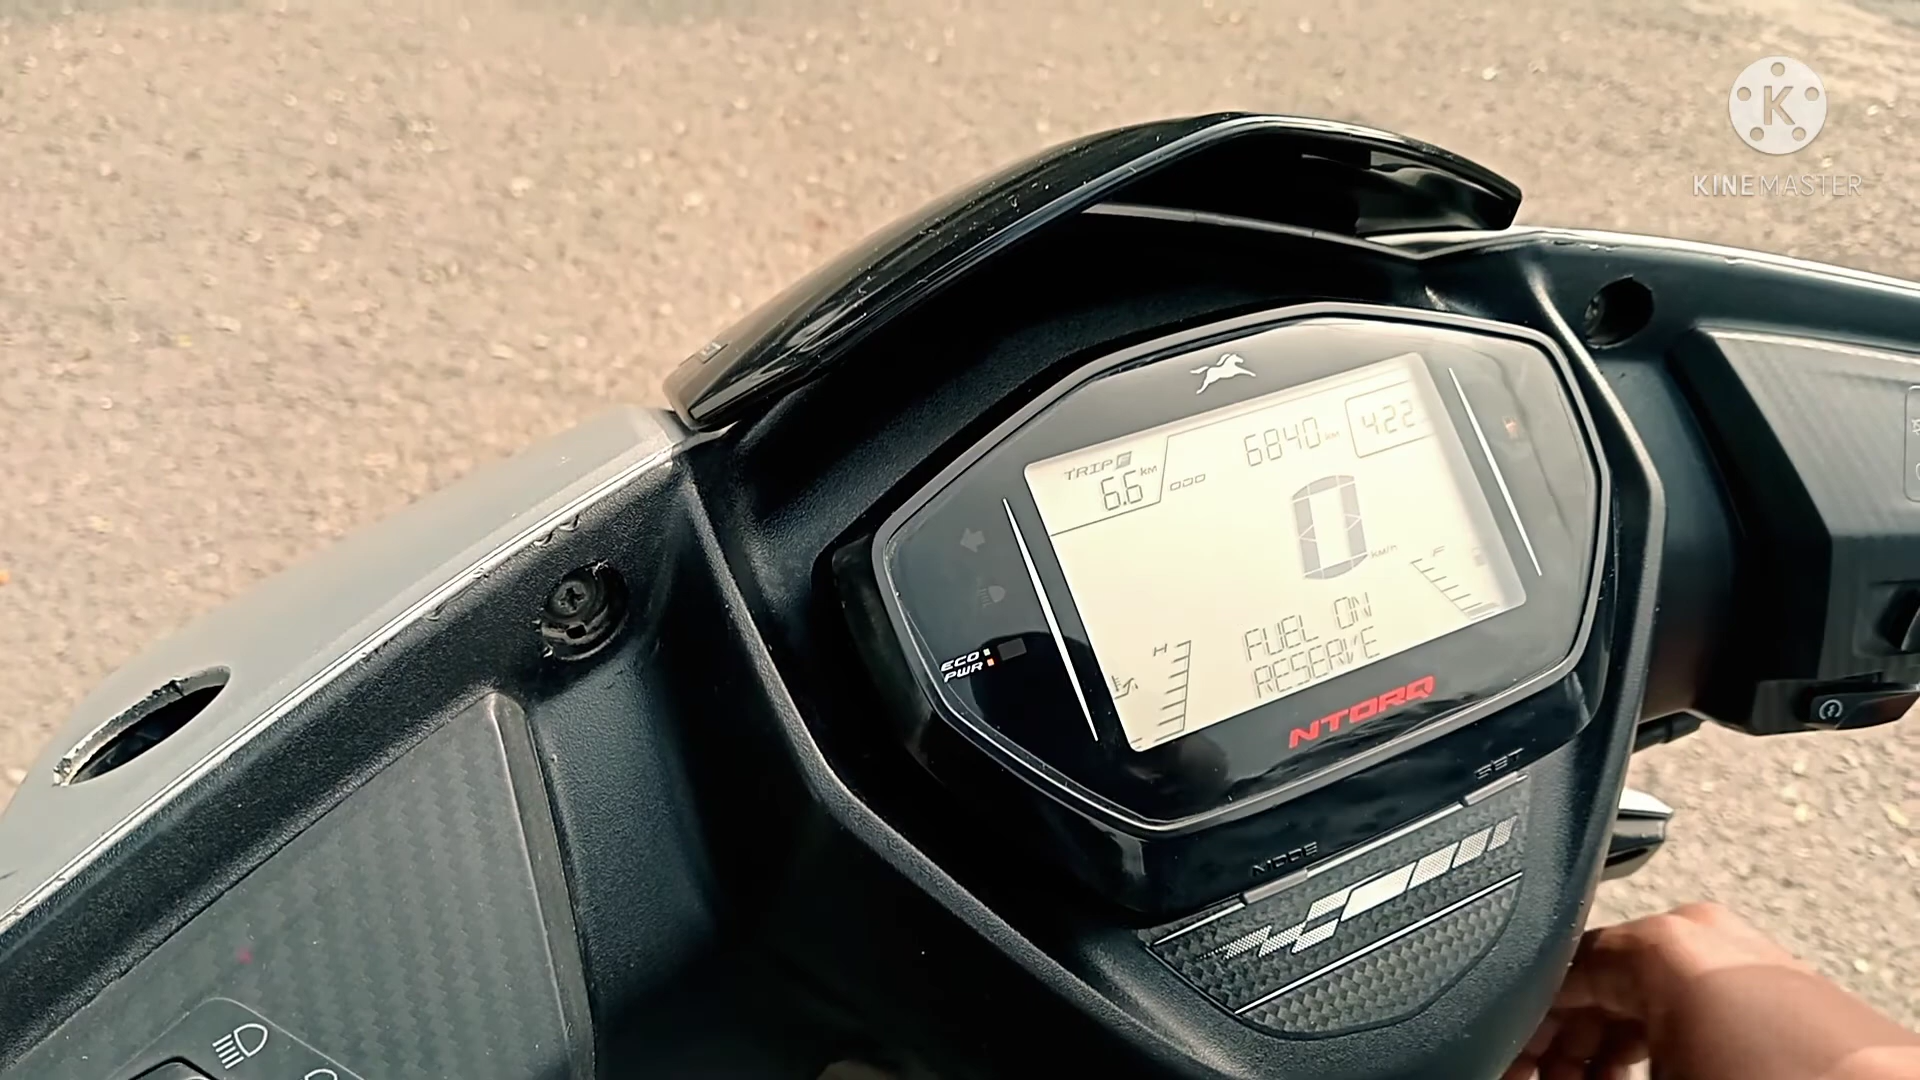 K
KINEMASTER
6840 km
4:22
TRIP F
6.6 km
0
km/h
F
FUEL ON
RESERVE
H
ECO
PWR
NTORQ
SET
MODE